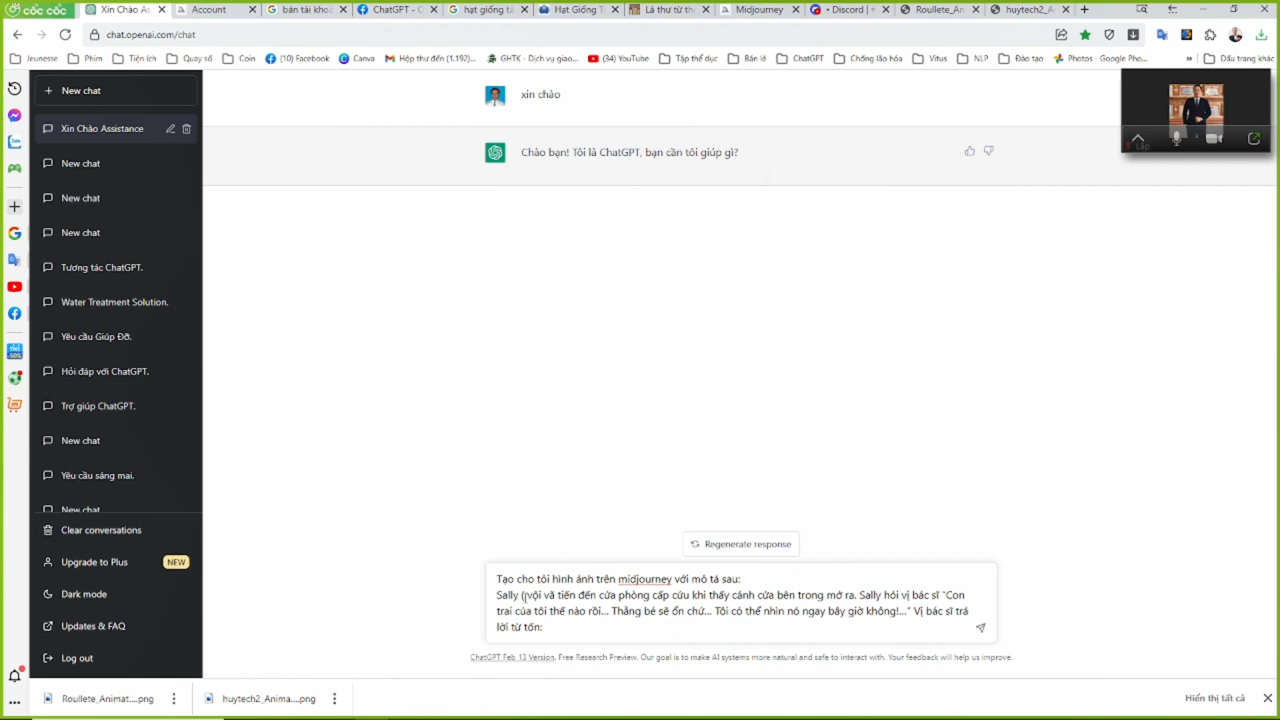 cốc cốc
Xin Chào As
Account
bán tài khoả
ChatGPT - C
hạt giống tâ
Hạt Giống T
Lá thư từ th
Midjourney
• Discord |
Roullete_An
huytech2_A
chat.openai.com/chat
Jeunesse
Phim
Tiện ích
Quay số
Coin
(10) Facebook
Canva
Hộp thư đến (1.192)...
GHTK - Dịch vụ giao...
(34) YouTube
Tập thể dục
Bán lẻ
ChatGPT
Chống lão hóa
Vitus
NLP
Đào tạo
Photos - Google Pho...
»
Dấu trang khác
New chat
Xin Chào Assistance
New chat
New chat
New chat
Tương tác ChatGPT.
Water Treatment Solution.
Yêu cầu Giúp Đỡ.
Hỏi đáp với ChatGPT.
Trợ giúp ChatGPT.
New chat
Yêu cầu sáng mai.
New chat
Clear conversations
Upgrade to Plus
NEW
Dark mode
Updates & FAQ
Log out
xin chào
Chào bạn! Tôi là ChatGPT, bạn cần tôi giúp gì?
Lập
Regenerate response
Tạo cho tôi hình ảnh trên midjourney với mô tả sau:
Sally (vội vã tiến đến cửa phòng cấp cứu khi thấy cánh cửa bên trong mở ra. Sally hỏi vị bác sĩ "Con
trai của tôi thế nào rồi... Thằng bé sẽ ổn chứ... Tôi có thể nhìn nó ngay bây giờ không!..." Vị bác sĩ trả
lời từ tốn:
ChatGPT Feb 13 Version. Free Research Preview. Our goal is to make AI systems more natural and safe to interact with. Your feedback will help us improve.
Roullete_Animat....png
huytech2_Anima....png
Hiển thị tất cả